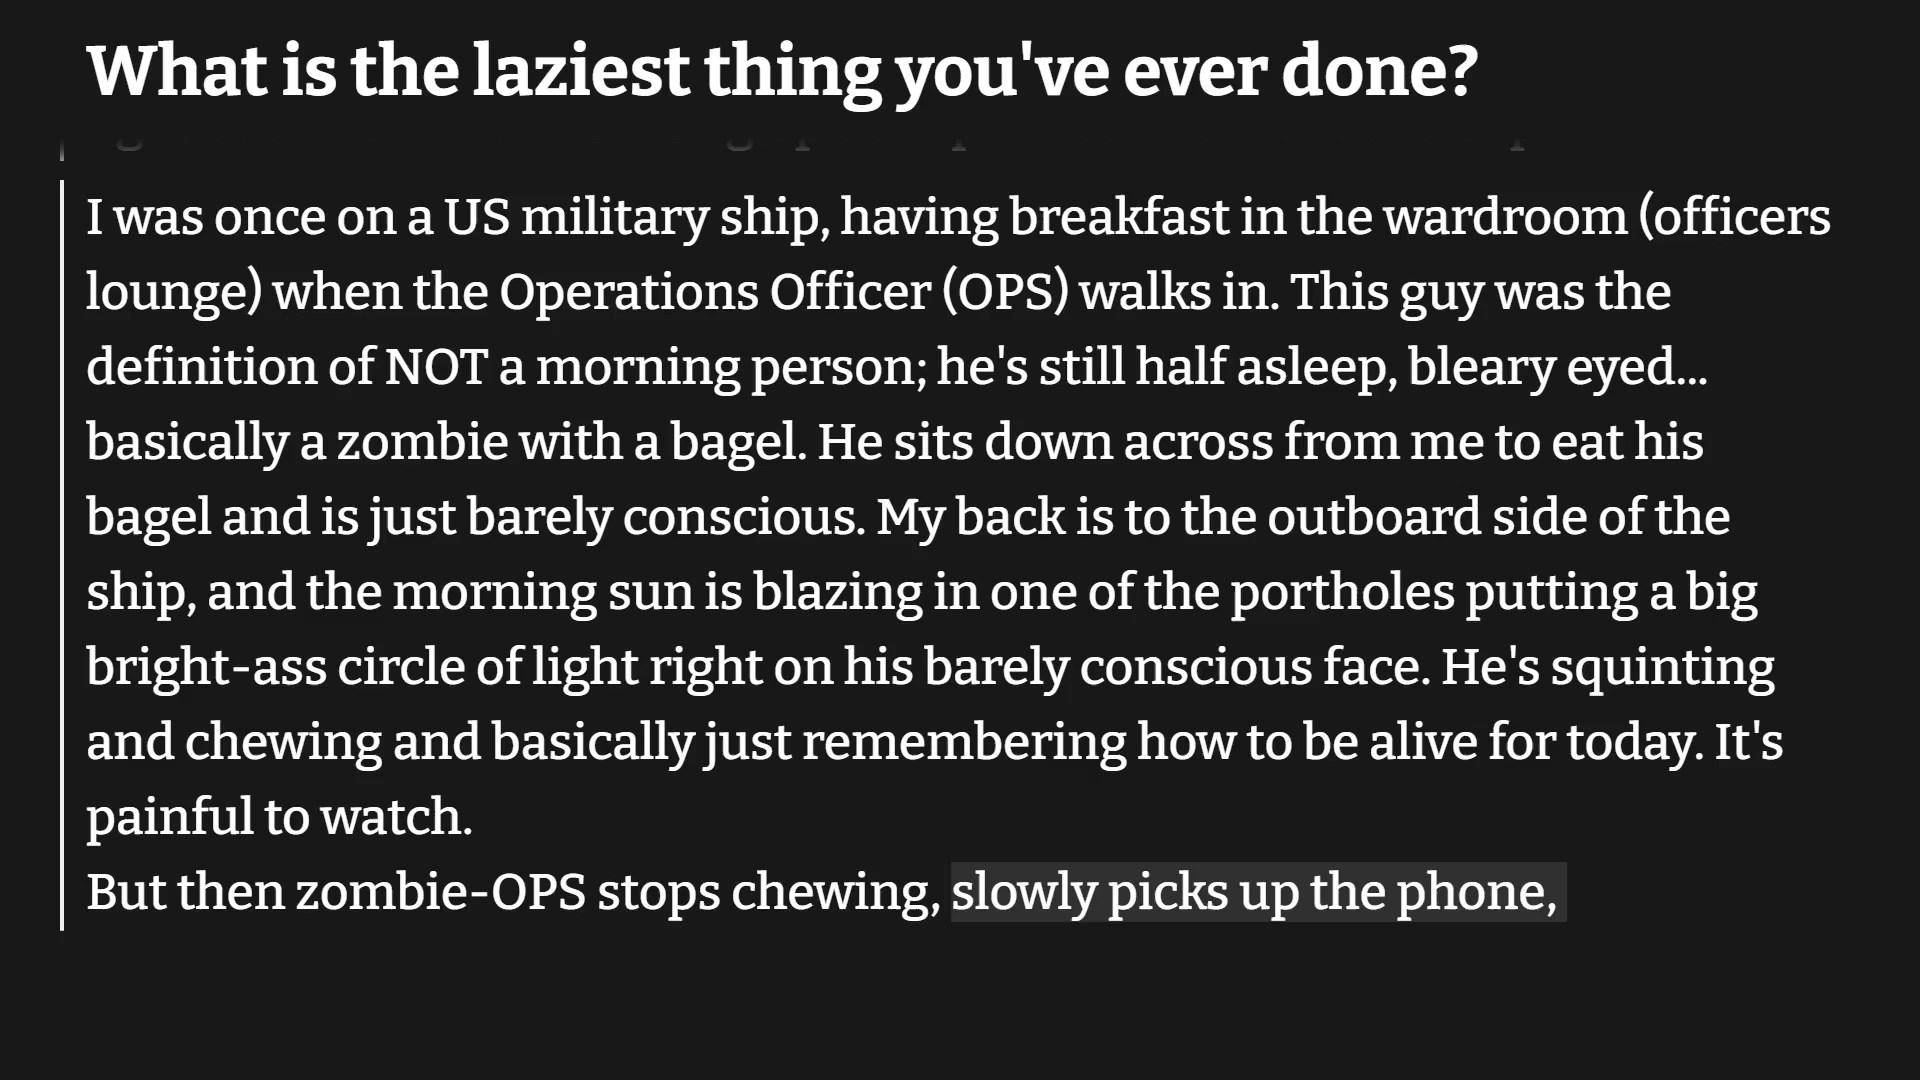 What is the laziest thing you've ever done?
I was once on a US military ship, having breakfast in the wardroom (officers
lounge) when the Operations Officer (OPS) walks in. This guy was the
definition of NOT a morning person; he's still half asleep, bleary eyed...
basically a zombie with a bagel. He sits down across from me to eat his
bagel and is just barely conscious. My back is to the outboard side of the
ship, and the morning sun is blazing in one of the portholes putting a big
bright-ass circle of light right on his barely conscious face. He's squinting
and chewing and basically just remembering how to be alive for today. It's
painful to watch.
But then zombie-OPS stops chewing, slowly picks up the phone,